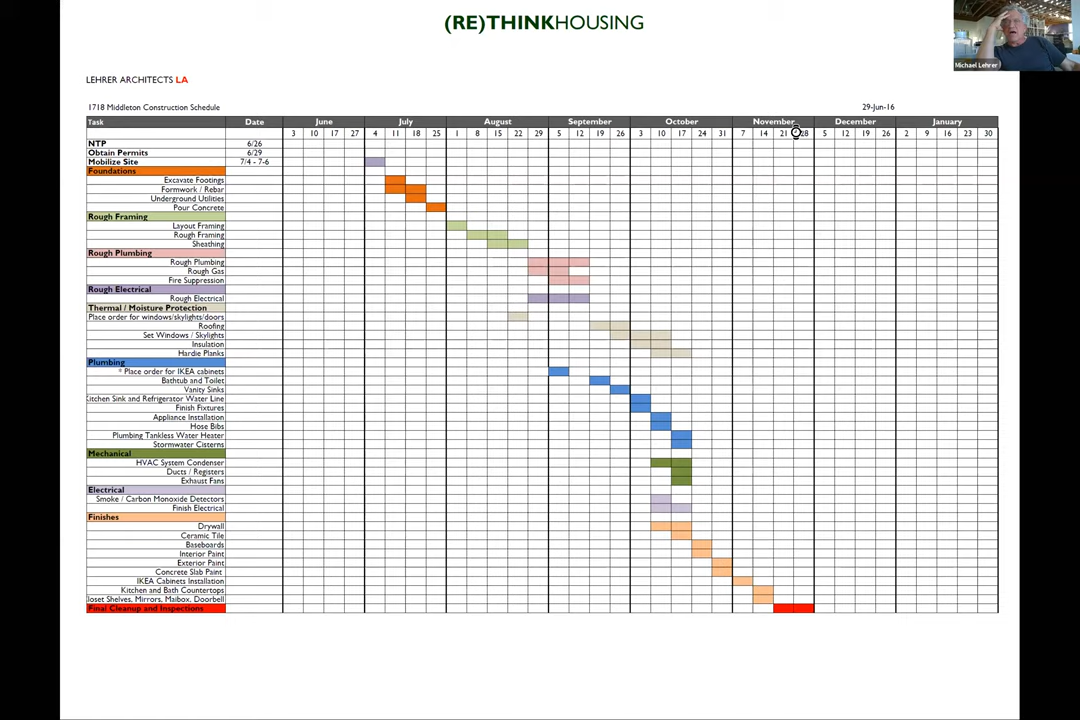 (RE)THINKHOUSING
Michael Lehrer
LEHRER ARCHITECTS LA
1718 Middleton Construction Schedule 29-Jun-16
Task Date June July August September October November December January
3 10 17 27 4 11 18 25 1 8 15 22 29 5 12 19 26 3 10 17 24 31 7 14 21 28 5 12 19 26 2 9 16 23 30
NTP 6/26
Obtain Permits 6/29
Mobilize Site 7/4 - 7-6
Foundations
Excavate Footings
Formwork / Rebar
Underground Utilities
Pour Concrete
Rough Framing
Layout Framing
Rough Framing
Sheathing
Rough Plumbing
Rough Plumbing
Rough Gas
Fire Suppression
Rough Electrical
Rough Electrical
Thermal / Moisture Protection
Place order for windows/skylights/doors
Roofing
Set Windows / Skylights
Insulation
Hardie Planks
Plumbing
* Place order for IKEA cabinets
Bathtub and Toilet
Vanity Sinks
Kitchen Sink and Refrigerator Water Line
Finish Fixtures
Appliance Installation
Hose Bibs
Plumbing Tankless Water Heater
Stormwater Cisterns
Mechanical
HVAC System Condenser
Ducts / Registers
Exhaust Fans
Electrical
Smoke / Carbon Monoxide Detectors
Finish Electrical
Finishes
Drywall
Ceramic Tile
Baseboards
Interior Paint
Exterior Paint
Concrete Slab Paint
IKEA Cabinets Installation
Kitchen and Bath Countertops
loset Shelves, Mirrors, Maibox, Doorbell
Final Cleanup and Inspections